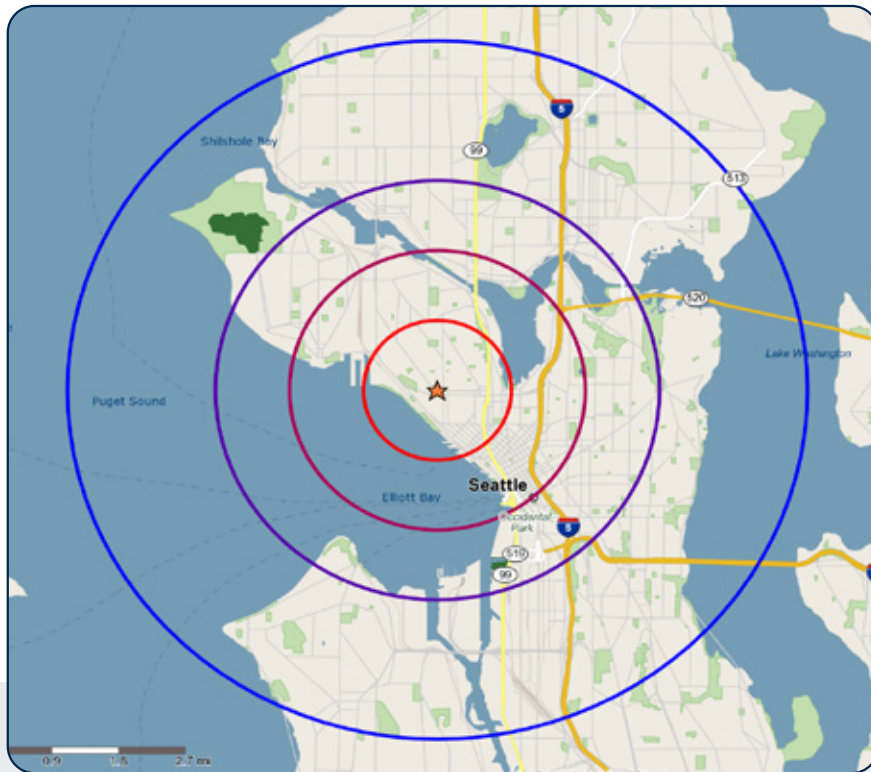 5
99
Shilshole Bay
513
520
Lake Washington
Puget Sound
Seattle
Elliott Bay
Accidental
Park
5
519
99
0.9 1.8 2.7 mi